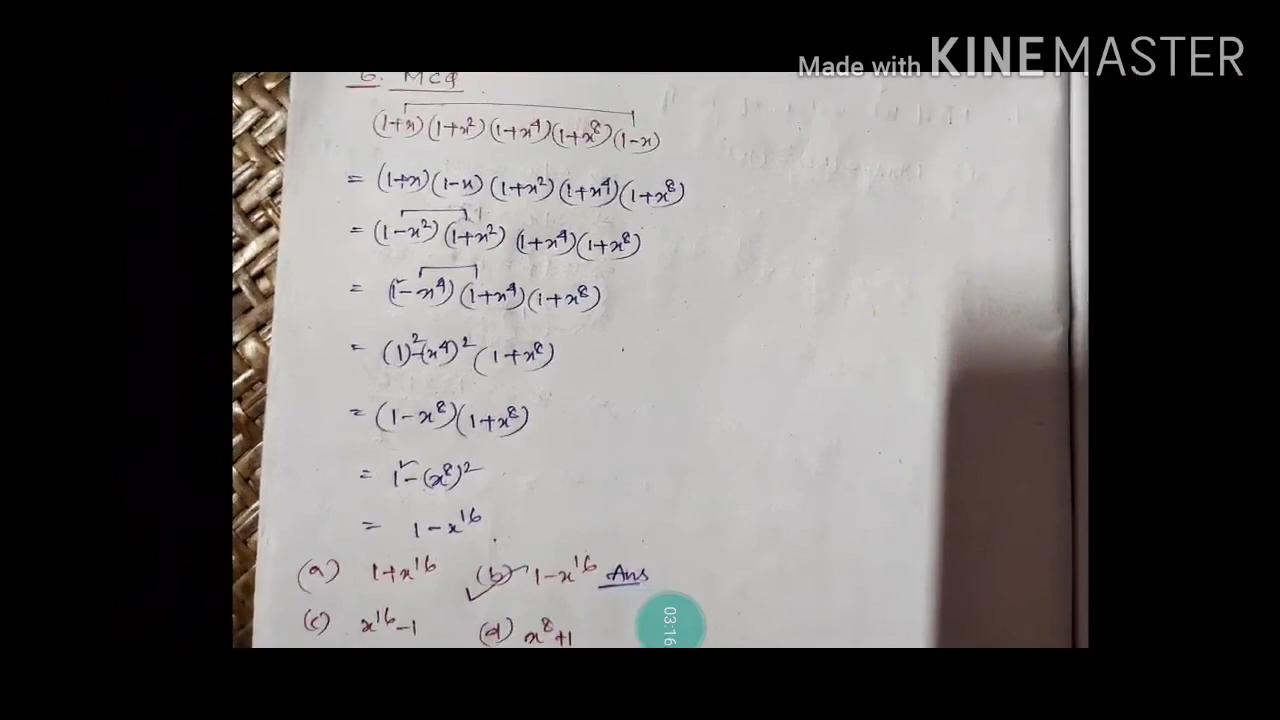 Made with KINEMASTER
6. MCQ
(1+x)(1+x²)(1+x⁴)(1+x⁸)(1-x)
= (1+x)(1-x)(1+x²)(1+x⁴)(1+x⁸)
= (1-x²)(1+x²)(1+x⁴)(1+x⁸)
= (1²-x⁴)(1+x⁴)(1+x⁸)
= (1)²-(x⁴)²(1+x⁸)
= (1-x⁸)(1+x⁸)
= 1²-(x⁸)²
= 1-x¹⁶
(a) 1+x¹⁶ (b) 1-x¹⁶ Ans
(c) x¹⁶-1 (d) x⁸+1
03:16